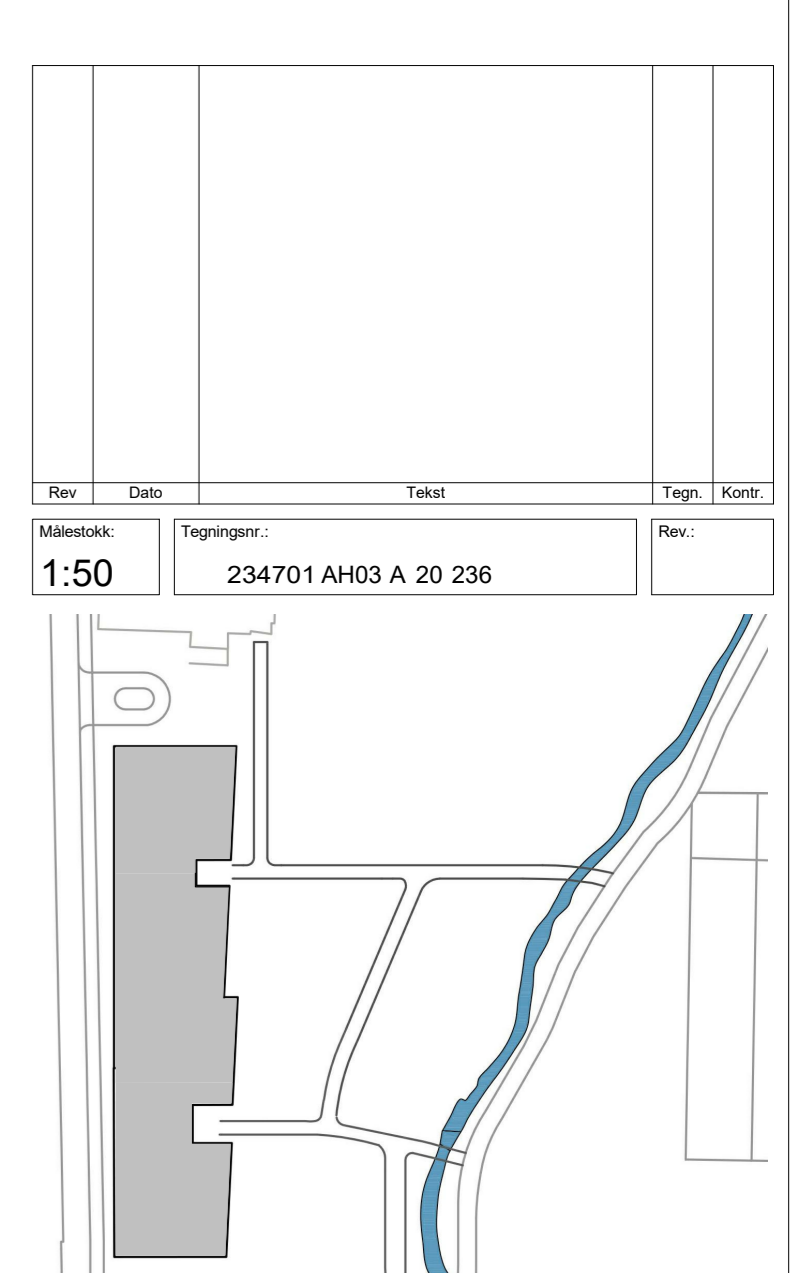 Rev Dato Tekst Tegn. Kontr.
Målestokk: Tegningsnr.: Rev.:
1:50 234701 AH03 A 20 236